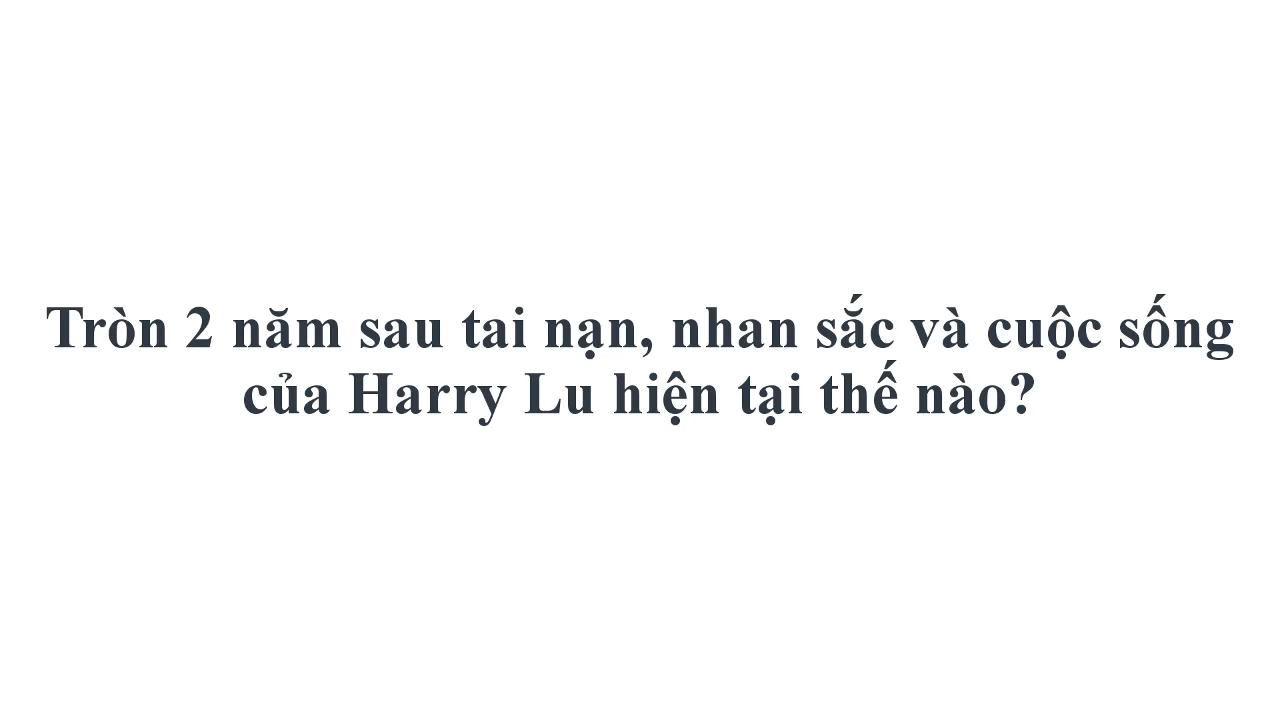 Tròn 2 năm sau tai nạn, nhan sắc và cuộc sống
của Harry Lu hiện tại thế nào?